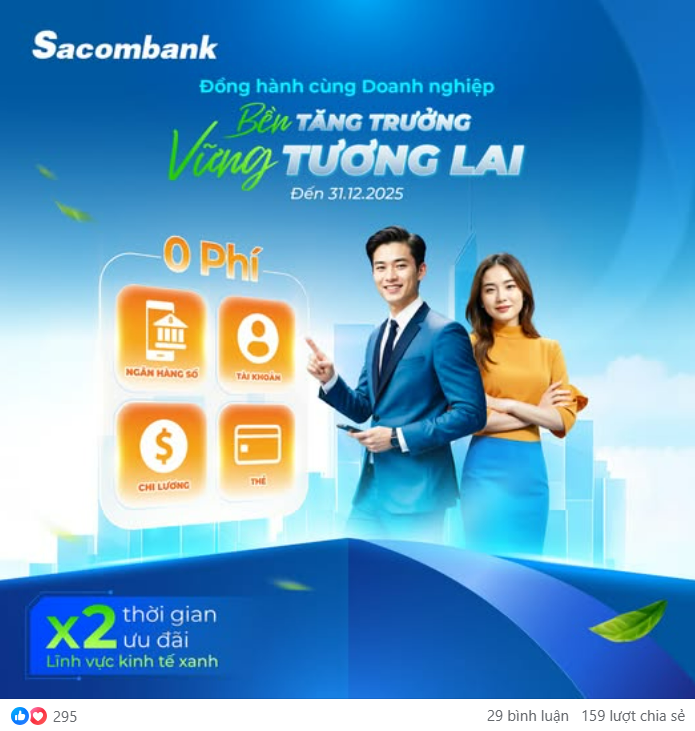 Sacombank
Đồng hành cùng Doanh nghiệp
Bền TĂNG TRƯỞNG
Vững TƯƠNG LAI
Đến 31.12.2025
0 Phí
NGÂN HÀNG SỐ
TÀI KHOẢN
CHI LƯƠNG
THẺ
x2 thời gian
ưu đãi
Lĩnh vực kinh tế xanh
295
29 bình luận 159 lượt chia sẻ